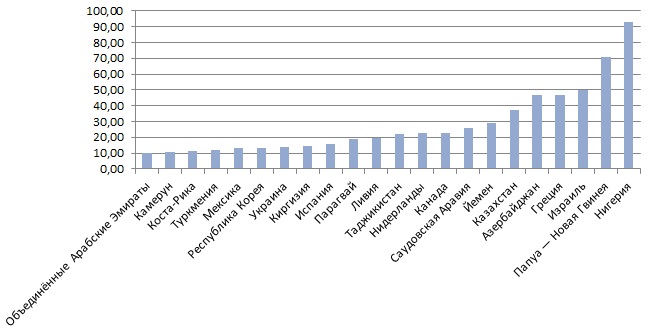 100,00
90,00
80,00
70,00
60,00
50,00
40,00
30,00
20,00
10,00
0,00
Объединённые Арабские Эмираты
Камерун
Коста-Рика
Туркмения
Мексика
Республика Корея
Украина
Киргизия
Испания
Парагвай
Ливия
Таджикистан
Нидерланды
Канада
Саудовская Аравия
Йемен
Казахстан
Азербайджан
Греция
Израиль
Папуа — Новая Гвинея
Нигерия